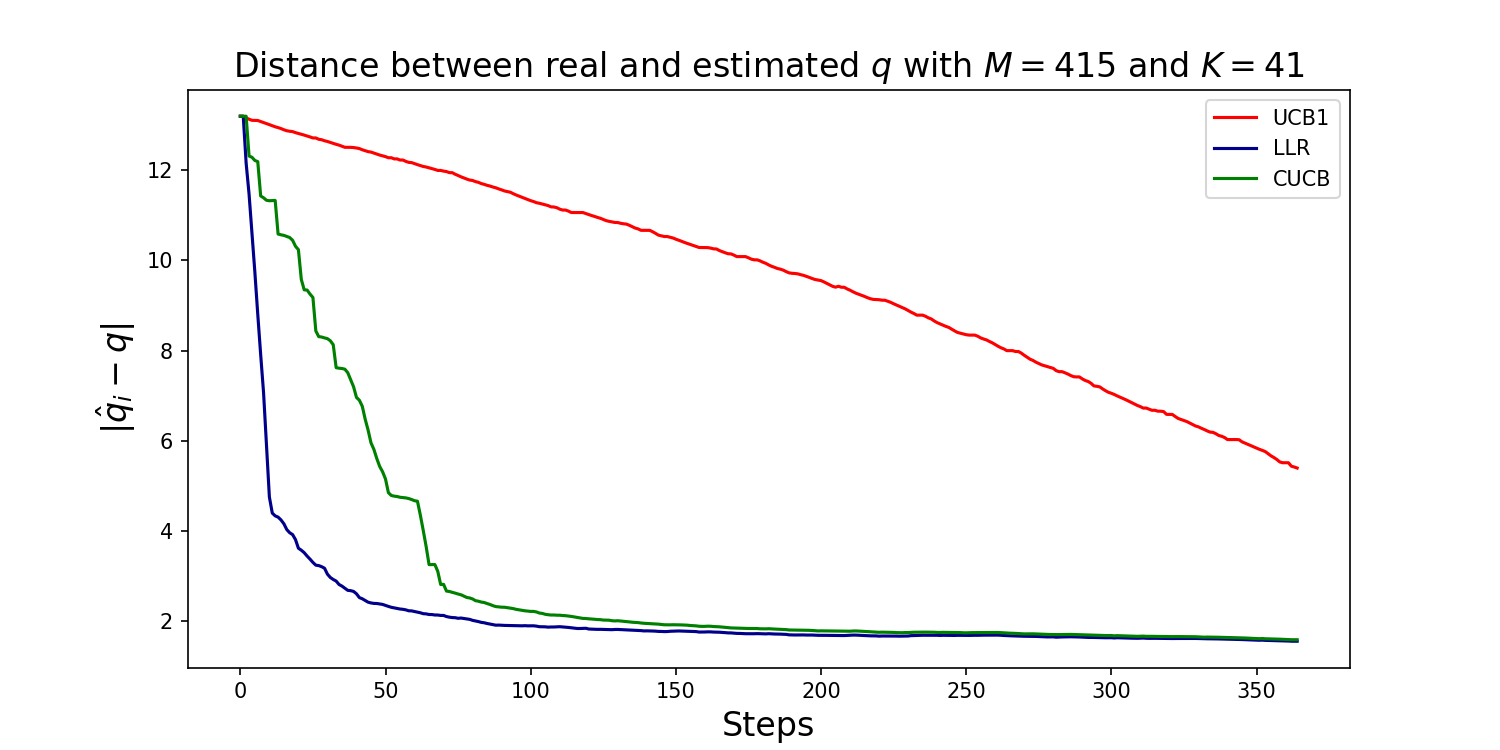 Distance between real and estimated q with M = 415 and K = 41
UCB1
LLR
CUCB
12
10
8
6
4
2
|q̂ᵢ − q|
0 50 100 150 200 250 300 350
Steps